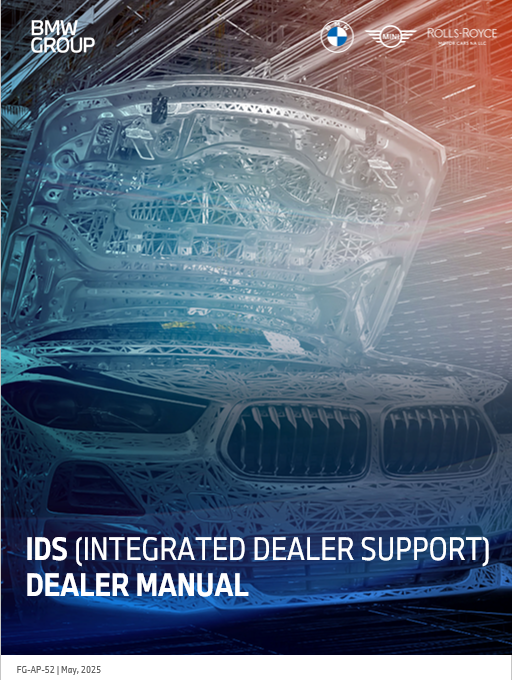 BMW
GROUP
MINI
ROLLS-ROYCE
MOTOR CARS NA LLC
IDS (INTEGRATED DEALER SUPPORT)
DEALER MANUAL
FG-AP-52 | May, 2025